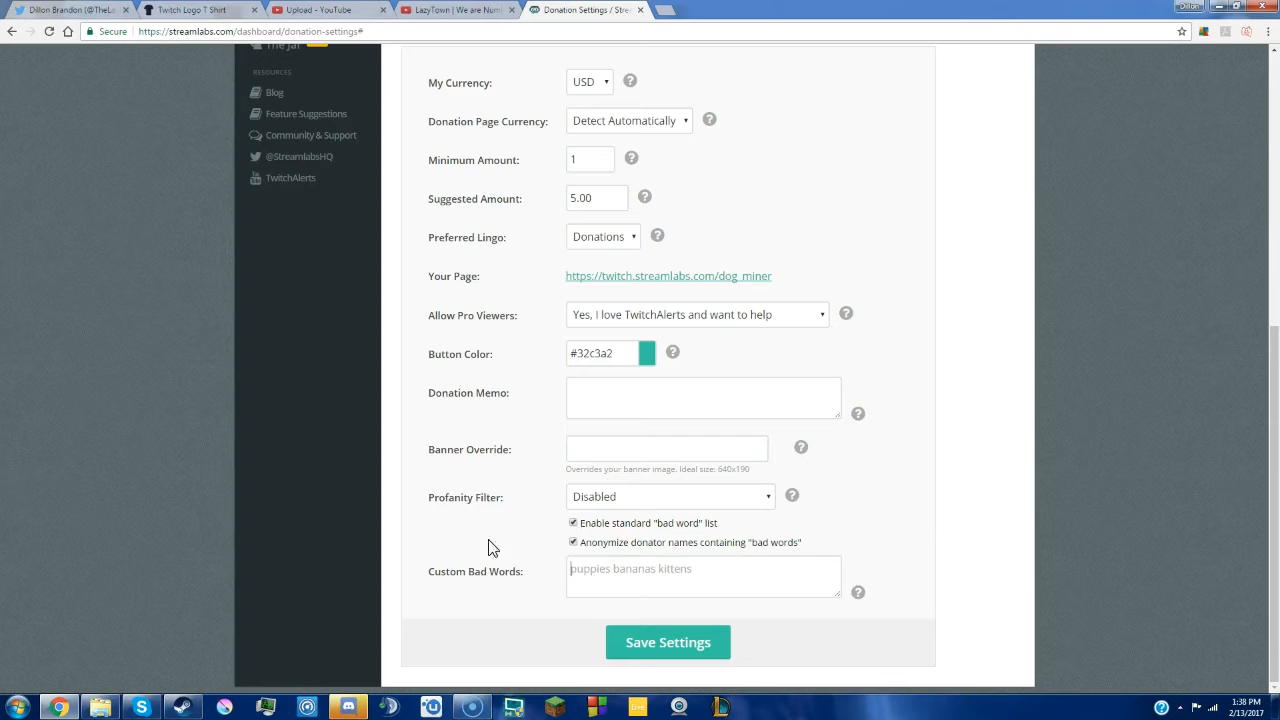 Dillon
Dillon Brandon (@TheLa
Twitch Logo T Shirt
Upload - YouTube
LazyTown | We are Num
Donation Settings / Stre
Secure
https://streamlabs.com/dashboard/donation-settings#
The Jar
RESOURCES
Blog
Feature Suggestions
Community & Support
@StreamlabsHQ
TwitchAlerts
My Currency: USD
Donation Page Currency: Detect Automatically
Minimum Amount: 1
Suggested Amount: 5.00
Preferred Lingo: Donations
Your Page: https://twitch.streamlabs.com/dog_miner
Allow Pro Viewers: Yes, I love TwitchAlerts and want to help
Button Color: #32c3a2
Donation Memo:
Banner Override:
Overrides your banner image. Ideal size: 640x190
Profanity Filter: Disabled
Enable standard "bad word" list
Anonymize donator names containing "bad words"
Custom Bad Words: puppies bananas kittens
Save Settings
1:38 PM
2/13/2017